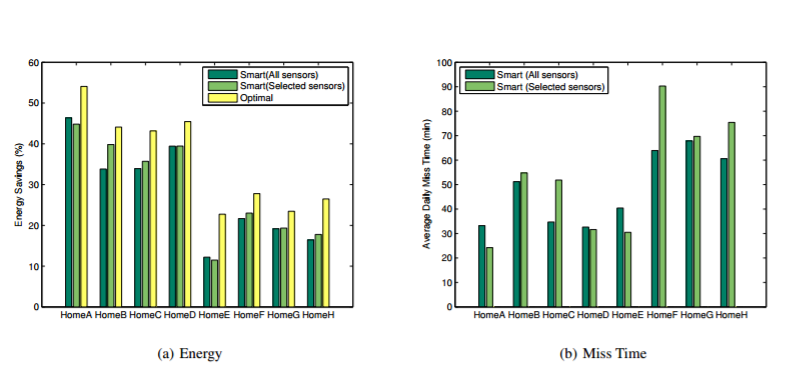 60
50
40
30
20
10
0
Energy Savings (%)
Smart(All sensors)
Smart(Selected sensors)
Optimal
HomeA HomeB HomeC HomeD HomeE HomeF HomeG HomeH
(a) Energy
100
90
80
70
60
50
40
30
20
10
0
Average Daily Miss Time (min)
Smart (All sensors)
Smart (Selected sensors)
HomeA HomeB HomeC HomeD HomeE HomeF HomeG HomeH
(b) Miss Time